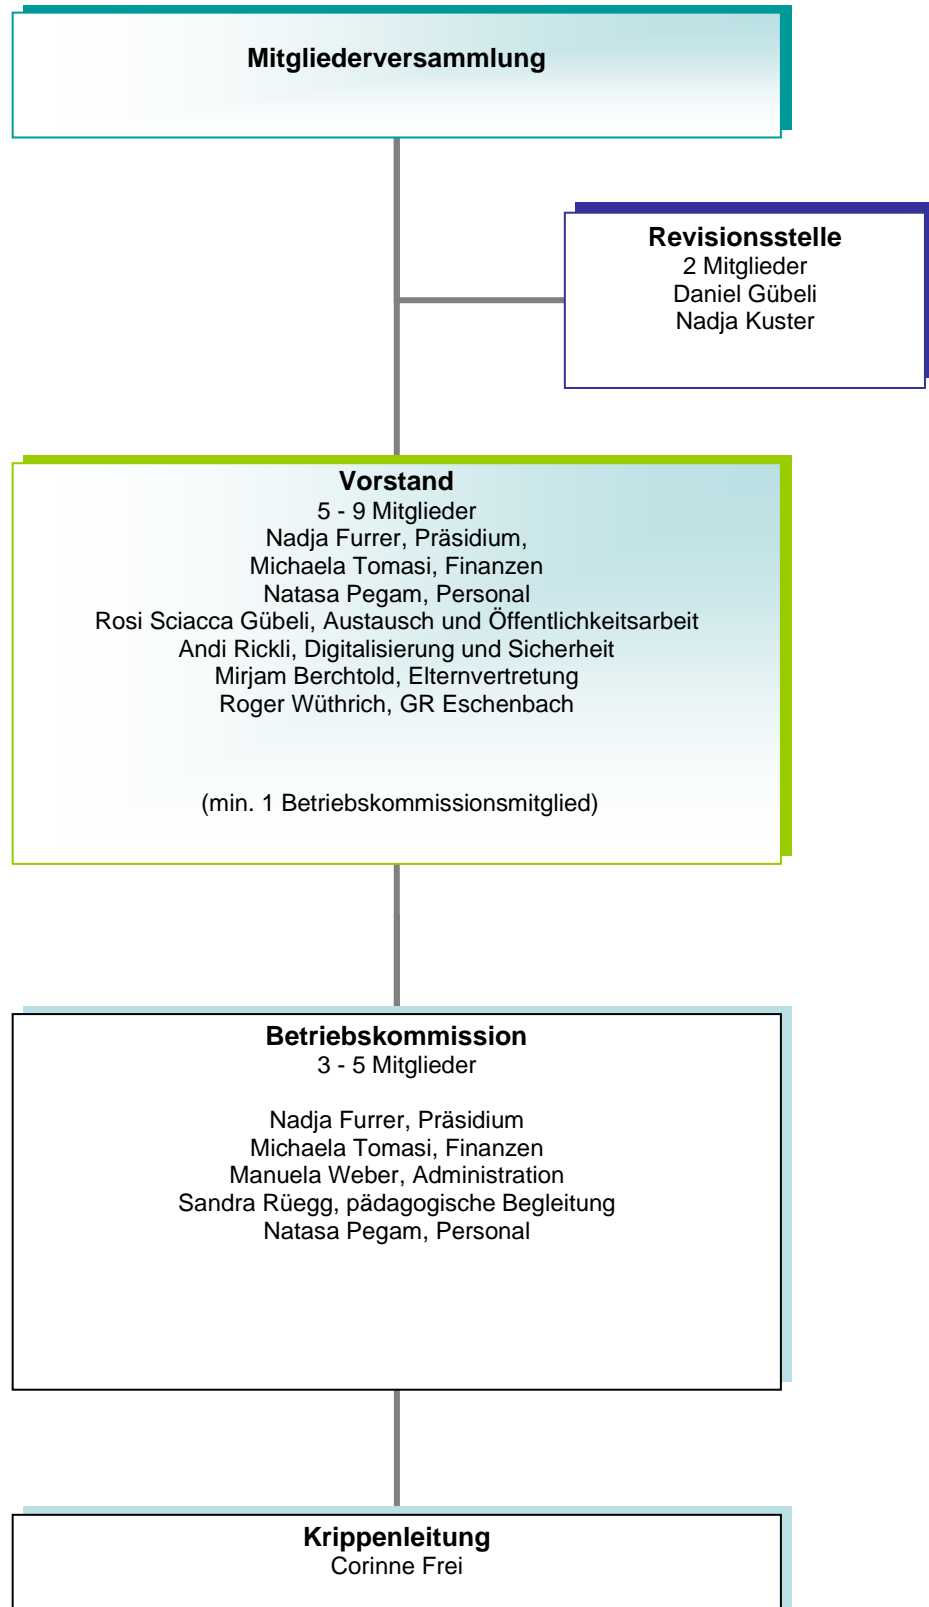 Mitgliederversammlung
Revisionsstelle
2 Mitglieder
Daniel Gübeli
Nadja Kuster
Vorstand
5 - 9 Mitglieder
Nadja Furrer, Präsidium,
Michaela Tomasi, Finanzen
Natasa Pegam, Personal
Rosi Sciacca Gübeli, Austausch und Öffentlichkeitsarbeit
Andi Rickli, Digitalisierung und Sicherheit
Mirjam Berchtold, Elternvertretung
Roger Wüthrich, GR Eschenbach
(min. 1 Betriebskommissionsmitglied)
Betriebskommission
3 - 5 Mitglieder
Nadja Furrer, Präsidium
Michaela Tomasi, Finanzen
Manuela Weber, Administration
Sandra Rüegg, pädagogische Begleitung
Natasa Pegam, Personal
Krippenleitung
Corinne Frei